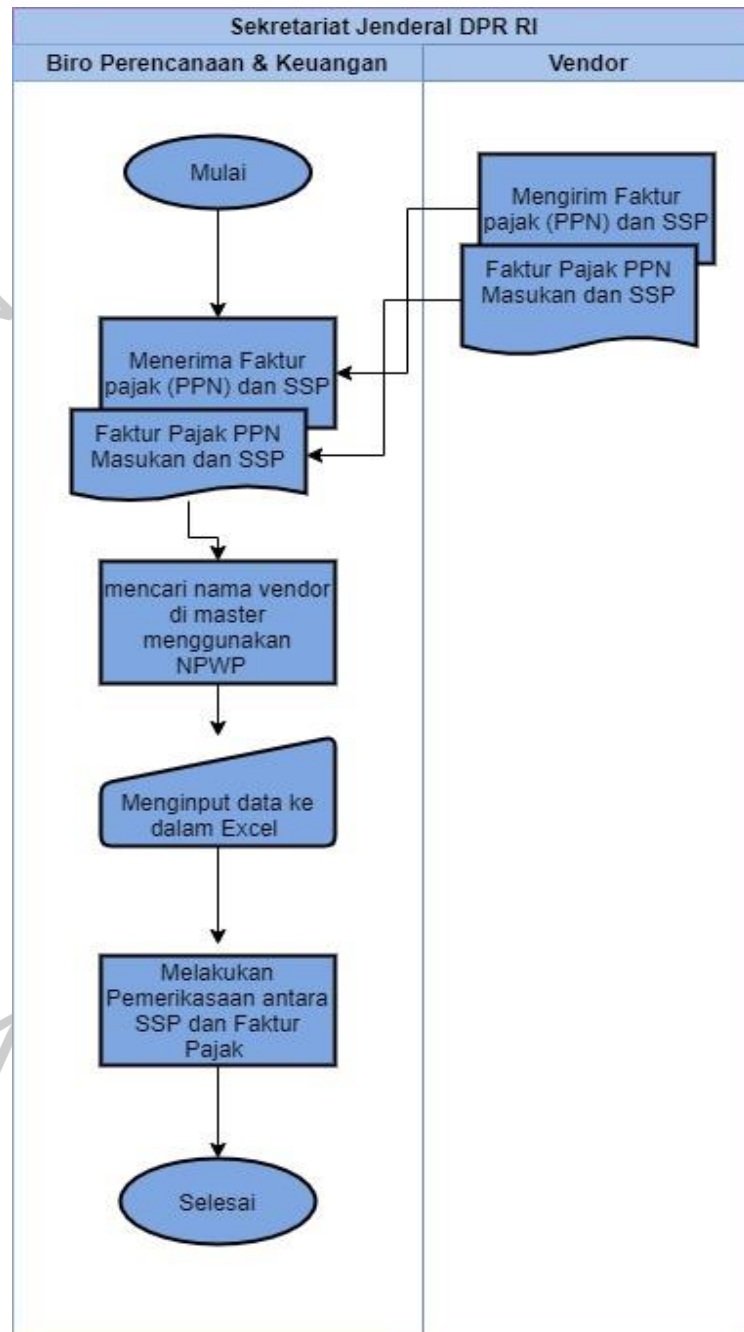 Sekretariat Jenderal DPR RI
Biro Perencanaan & Keuangan
Vendor
Mulai
Mengirim Faktur
pajak (PPN) dan SSP
Faktur Pajak PPN
Masukan dan SSP
Menerima Faktur
pajak (PPN) dan SSP
Faktur Pajak PPN
Masukan dan SSP
mencari nama vendor
di master
menggunakan
NPWP
Menginput data ke
dalam Excel
Melakukan
Pemerikasaan antara
SSP dan Faktur
Pajak
Selesai